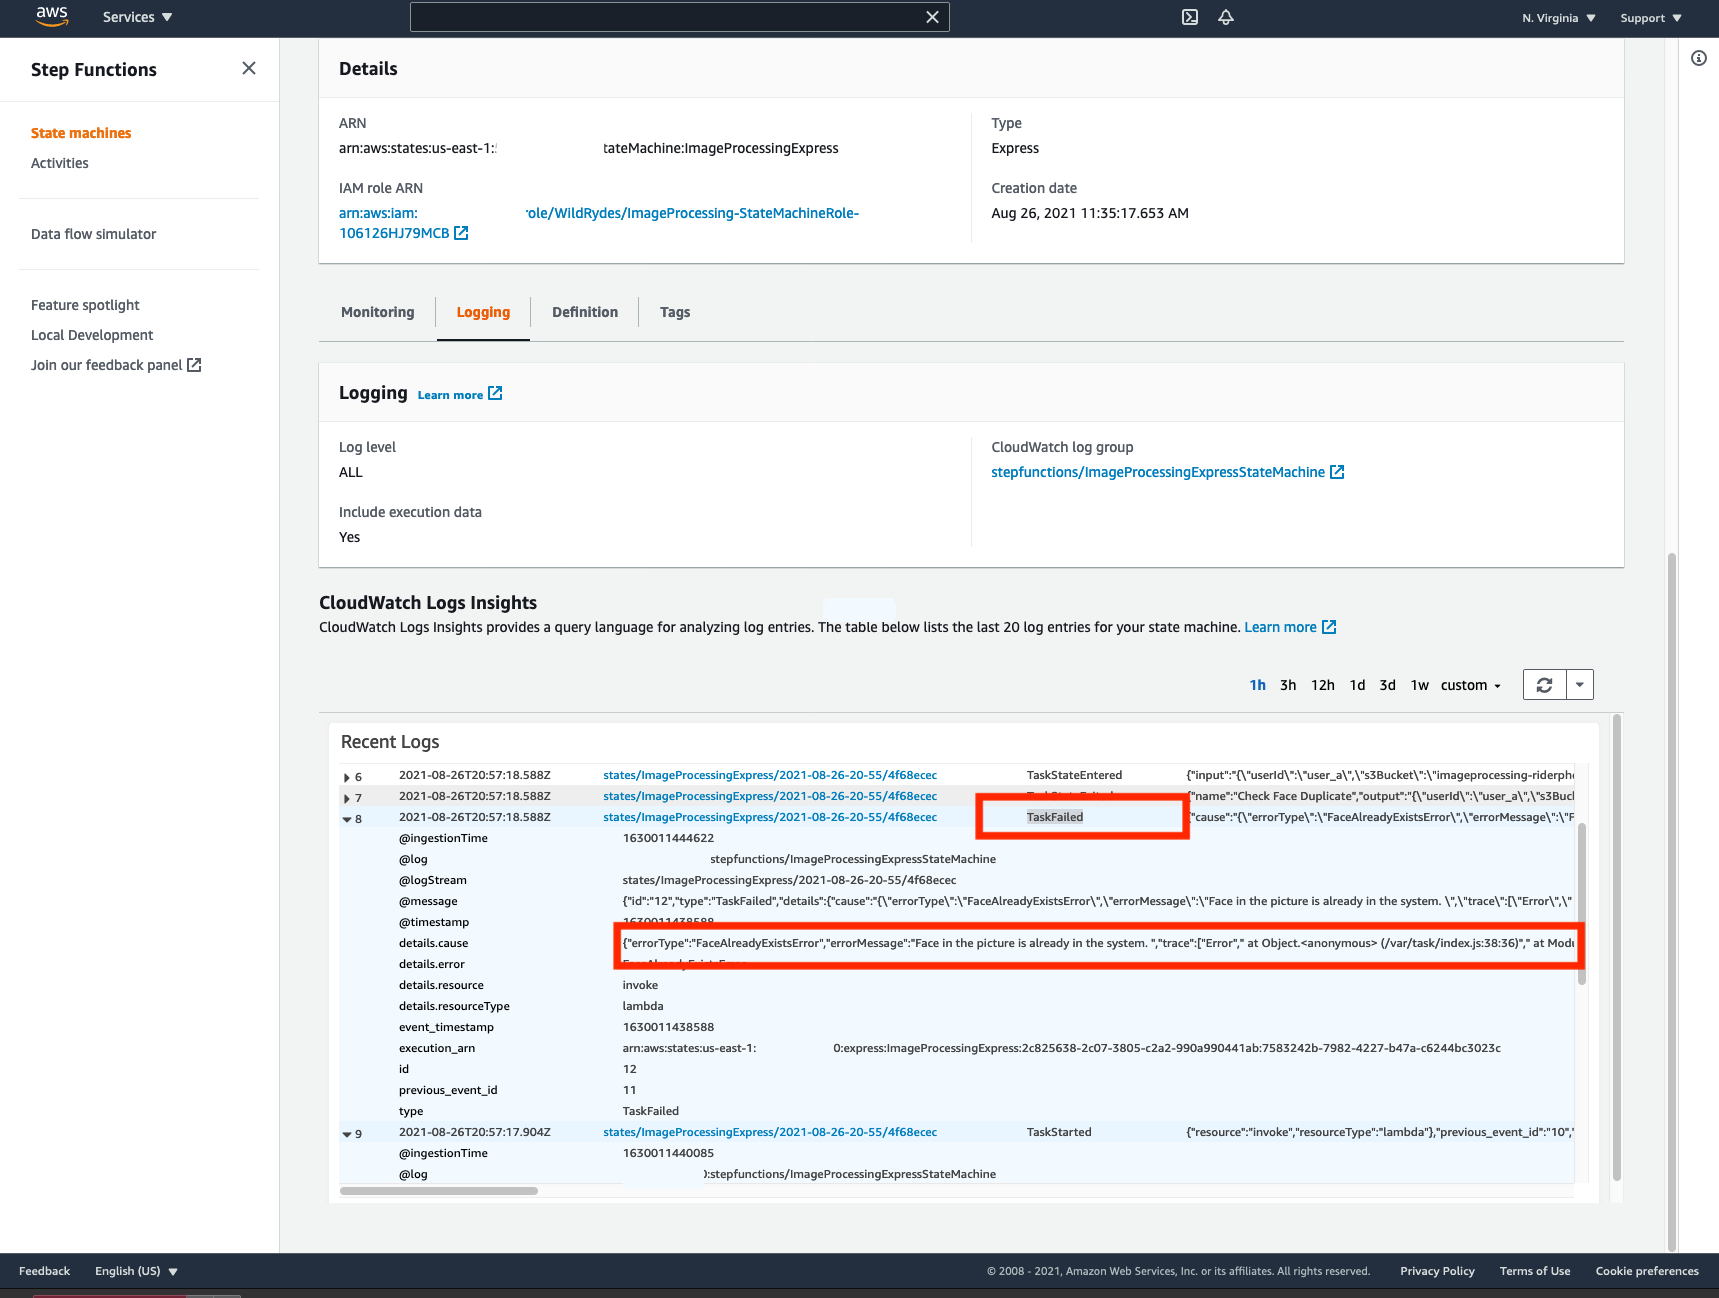 aws Services ▼ N. Virginia ▼ Support ▼
Step Functions
State machines
Activities
Data flow simulator
Feature spotlight
Local Development
Join our feedback panel
Details
ARN
arn:aws:states:us-east-1: tateMachine:ImageProcessingExpress
IAM role ARN
arn:aws:iam: role/WildRydes/ImageProcessing-StateMachineRole-
106126HJ79MCB
Type
Express
Creation date
Aug 26, 2021 11:35:17.653 AM
Monitoring Logging Definition Tags
Logging Learn more
Log level
ALL
Include execution data
Yes
CloudWatch log group
stepfunctions/ImageProcessingExpressStateMachine
CloudWatch Logs Insights
CloudWatch Logs Insights provides a query language for analyzing log entries. The table below lists the last 20 log entries for your state machine. Learn more
1h 3h 12h 1d 3d 1w custom
Recent Logs
6 2021-08-26T20:57:18.588Z states/ImageProcessingExpress/2021-08-26-20-55/4f68ecec TaskStateEntered {"input":"{\"userId\":\"user_a\",\"s3Bucket\":\"imageprocessing-riderph
7 2021-08-26T20:57:18.588Z states/ImageProcessingExpress/2021-08-26-20-55/4f68ecec TaskStateExited {"name":"Check Face Duplicate","output":"{\"userId\":\"user_a\",\"s3Buc
8 2021-08-26T20:57:18.588Z states/ImageProcessingExpress/2021-08-26-20-55/4f68ecec TaskFailed {"cause":"{\"errorType\":\"FaceAlreadyExistsError\",\"errorMessage\":\"F
@ingestionTime 1630011444622
@log stepfunctions/ImageProcessingExpressStateMachine
@logStream states/ImageProcessingExpress/2021-08-26-20-55/4f68ecec
@message {"id":"12","type":"TaskFailed","details":{"cause":"{\"errorType\":\"FaceAlreadyExistsError\",\"errorMessage\":\"Face in the picture is already in the system. \",\"trace\":[\"Error\",\"
@timestamp 1630011438588
details.cause {"errorType":"FaceAlreadyExistsError","errorMessage":"Face in the picture is already in the system. ","trace":["Error"," at Object.<anonymous> (/var/task/index.js:38:36)"," at Modu
details.error FaceAlreadyExistsError
details.resource invoke
details.resourceType lambda
event_timestamp 1630011438588
execution_arn arn:aws:states:us-east-1: 0:express:ImageProcessingExpress:2c825638-2c07-3805-c2a2-990a990441ab:7583242b-7982-4227-b47a-c6244bc3023c
id 12
previous_event_id 11
type TaskFailed
9 2021-08-26T20:57:17.904Z states/ImageProcessingExpress/2021-08-26-20-55/4f68ecec TaskStarted {"resource":"invoke","resourceType":"lambda"},"previous_event_id":"10","
@ingestionTime 1630011440085
@log 0:stepfunctions/ImageProcessingExpressStateMachine
Feedback English (US) ▼ © 2008 - 2021, Amazon Web Services, Inc. or its affiliates. All rights reserved. Privacy Policy Terms of Use Cookie preferences